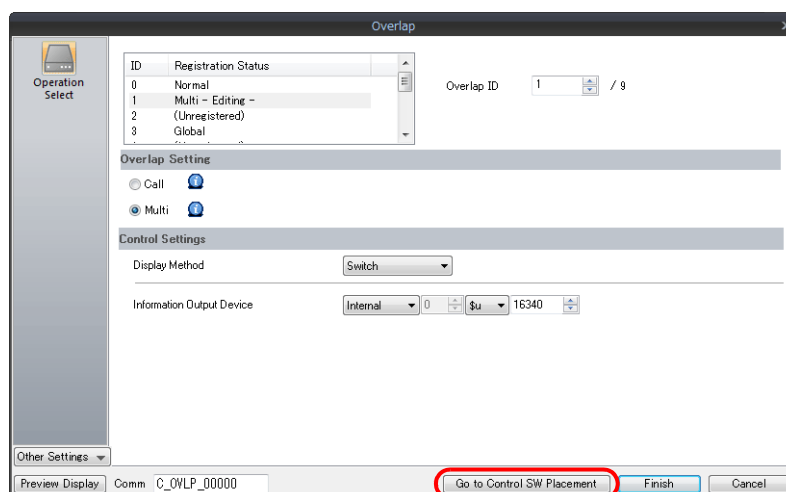 Overlap
Operation
Select
ID Registration Status
0 Normal
1 Multi - Editing -
2 (Unregistered)
3 Global
Overlap ID 1 / 9
Overlap Setting
Call
Multi
Control Settings
Display Method Switch
Information Output Device Internal 0 $u 16340
Other Settings
Preview Display Comm C_OVLP_00000 Go to Control SW Placement Finish Cancel